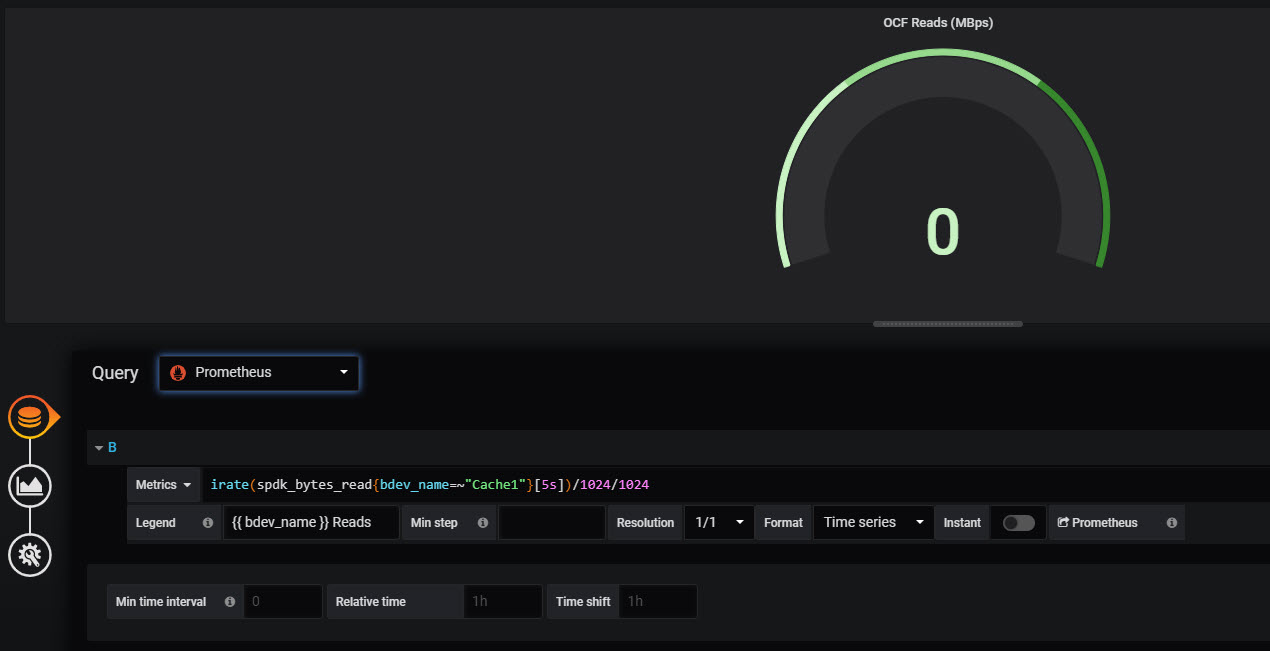 OCF Reads (MBps)
0
Query Prometheus
B
Metrics irate(spdk_bytes_read{bdev_name=~"Cache1"}[5s])/1024/1024
Legend {{ bdev_name }} Reads Min step Resolution 1/1 Format Time series Instant Prometheus
Min time interval 0 Relative time 1h Time shift 1h